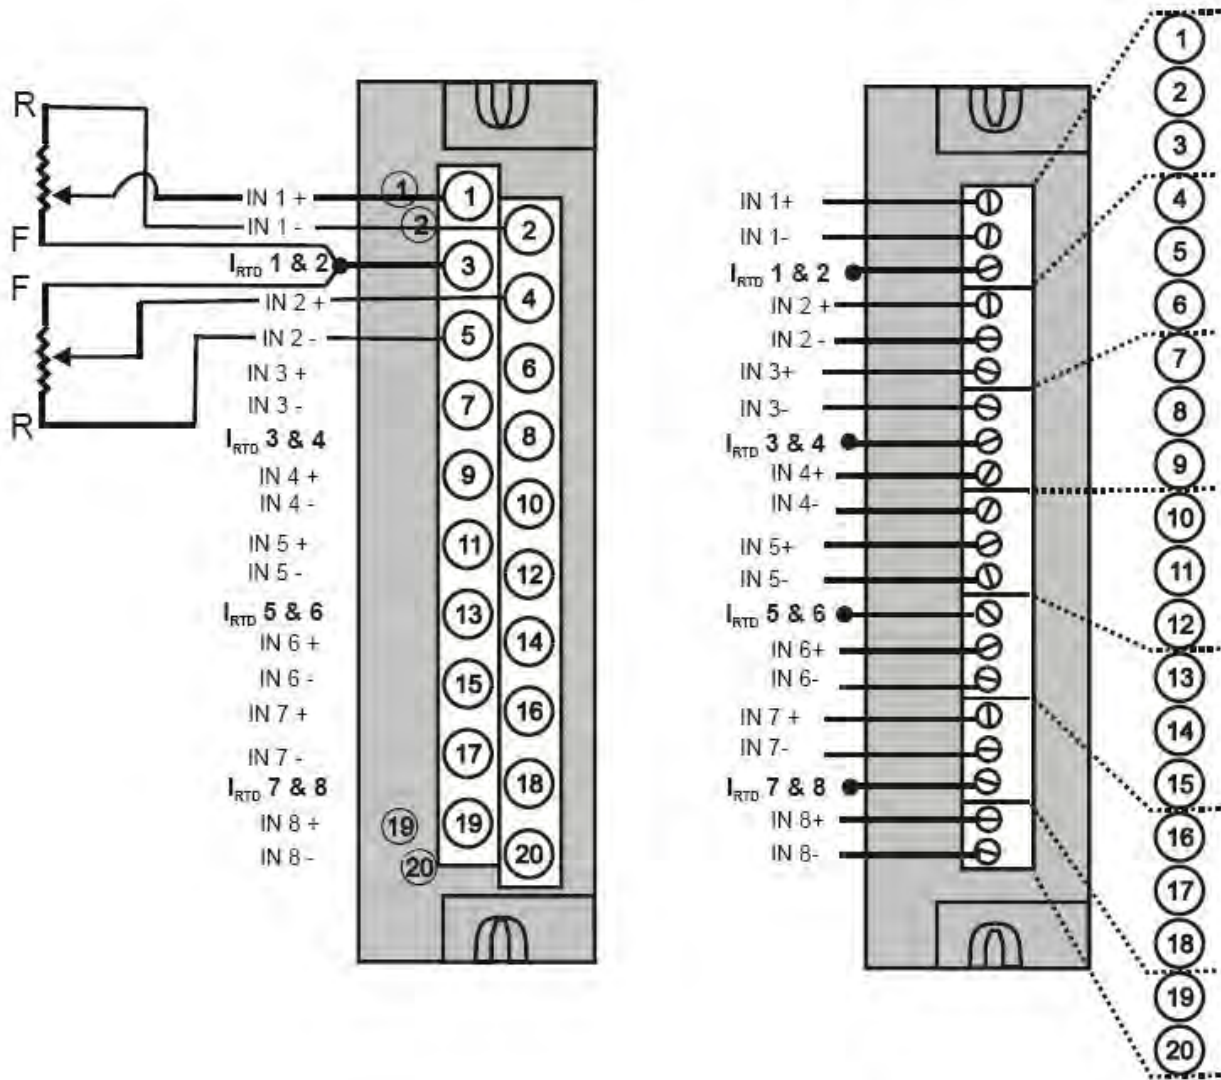 R
F
F
R
IN 1 +
IN 1 -
IRTD 1 & 2
IN 2 +
IN 2 -
IN 3 +
IN 3 -
IRTD 3 & 4
IN 4 +
IN 4 -
IN 5 +
IN 5 -
IRTD 5 & 6
IN 6 +
IN 6 -
IN 7 +
IN 7 -
IRTD 7 & 8
IN 8 +
IN 8 -
1
2
19
20
1
2
3
4
5
6
7
8
9
10
11
12
13
14
15
16
17
18
19
20
IN 1+
IN 1-
IRTD 1 & 2
IN 2 +
IN 2 -
IN 3+
IN 3-
IRTD 3 & 4
IN 4+
IN 4-
IN 5+
IN 5-
IRTD 5 & 6
IN 6+
IN 6-
IN 7 +
IN 7-
IRTD 7 & 8
IN 8+
IN 8-
1
2
3
4
5
6
7
8
9
10
11
12
13
14
15
16
17
18
19
20